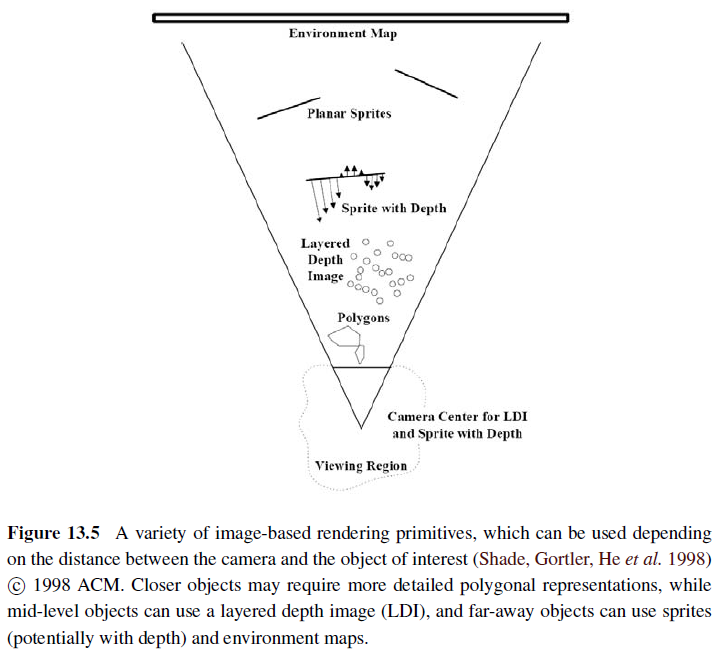 Environment Map
Planar Sprites
Sprite with Depth
Layered
Depth
Image
Polygons
Camera Center for LDI
and Sprite with Depth
Viewing Region
Figure 13.5 A variety of image-based rendering primitives, which can be used depending
on the distance between the camera and the object of interest (Shade, Gortler, He et al. 1998)
© 1998 ACM. Closer objects may require more detailed polygonal representations, while
mid-level objects can use a layered depth image (LDI), and far-away objects can use sprites
(potentially with depth) and environment maps.